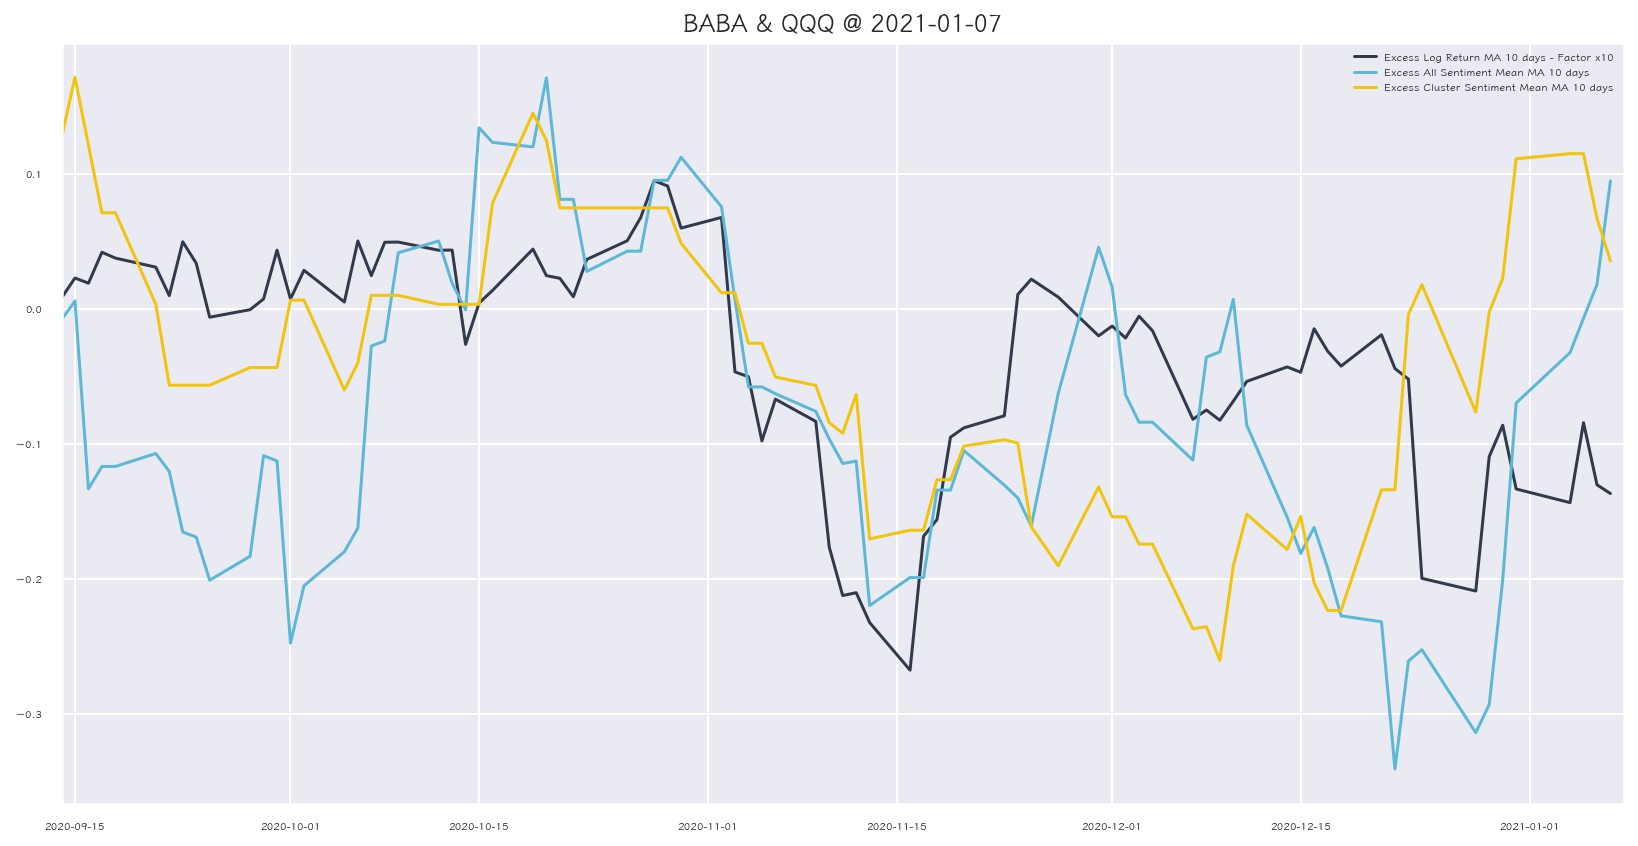 BABA & QQQ @ 2021-01-07
Excess Log Return MA 10 days - Factor x10
Excess All Sentiment Mean MA 10 days
Excess Cluster Sentiment Mean MA 10 days
0.1
0.0
−0.1
−0.2
−0.3
2020-09-15 2020-10-01 2020-10-15 2020-11-01 2020-11-15 2020-12-01 2020-12-15 2021-01-01